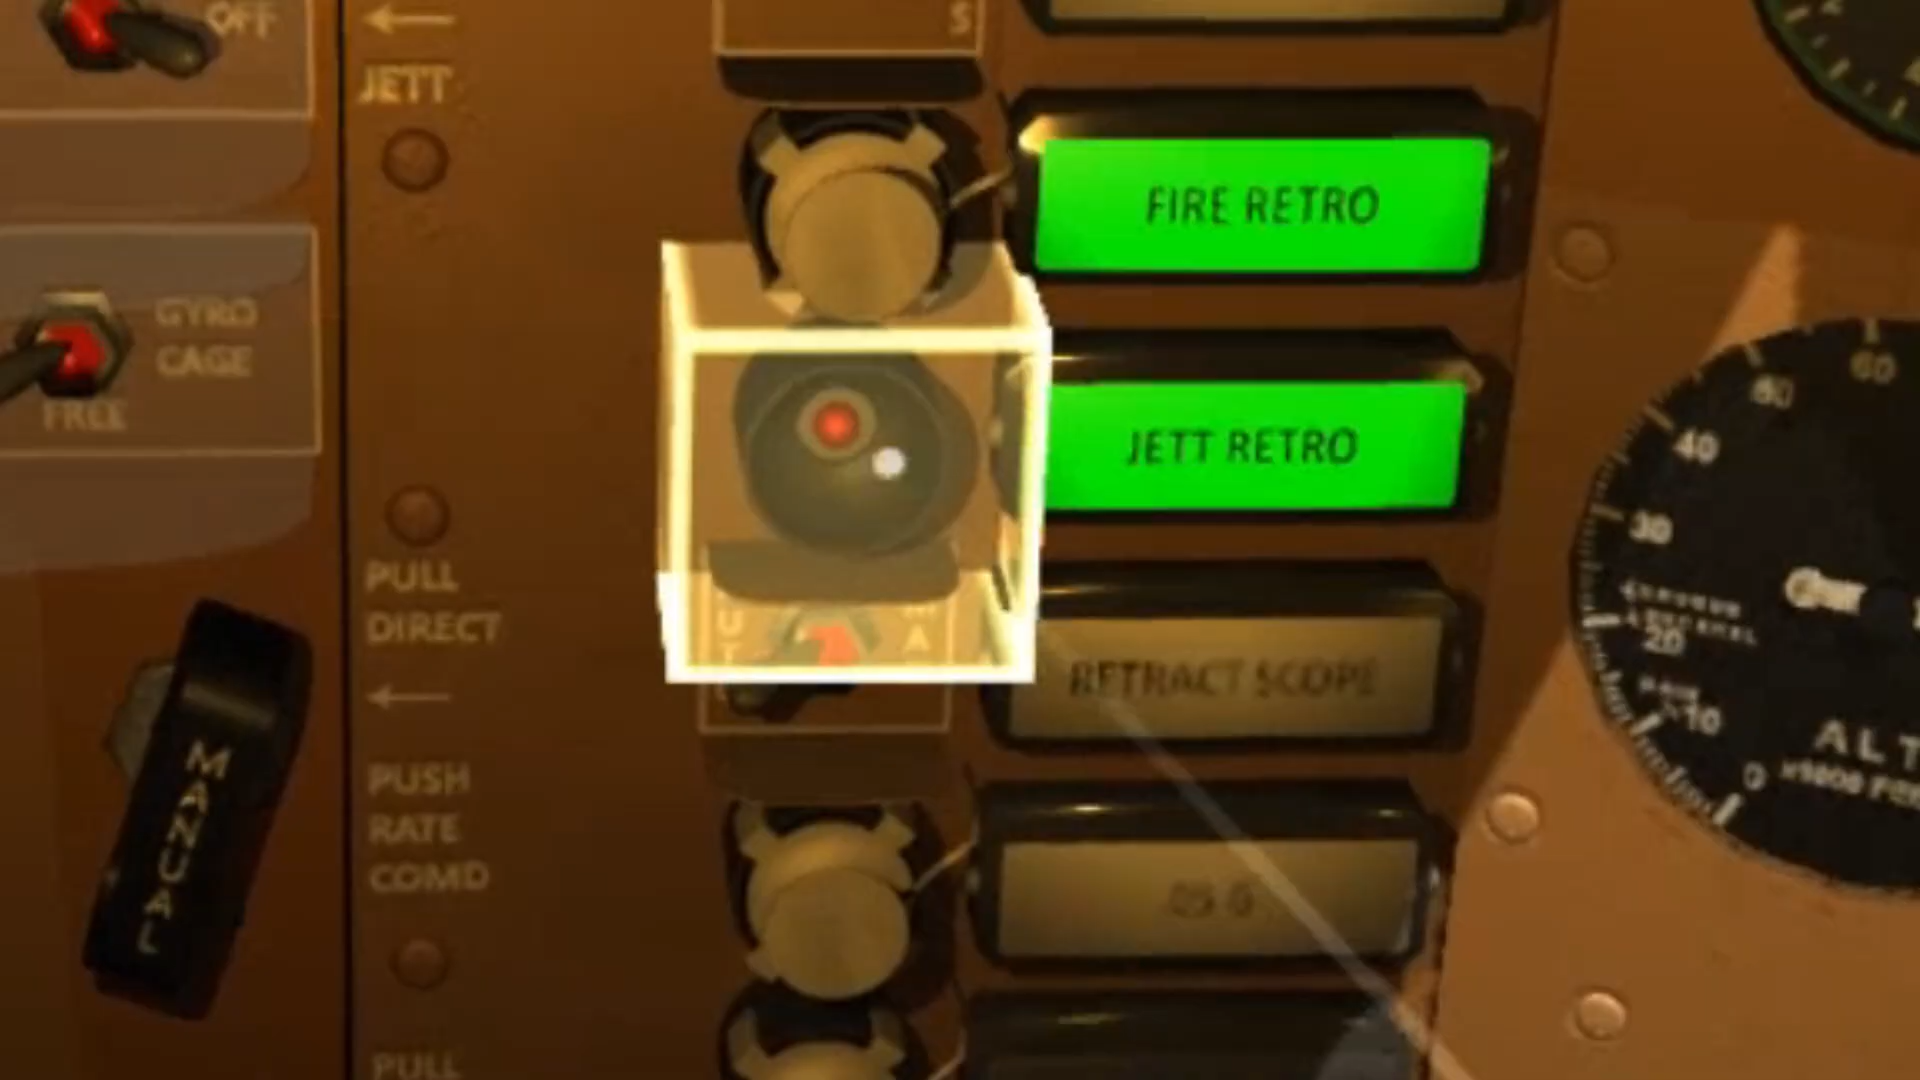 OFF
JETT
S
FIRE RETRO
GYRO
CAGE
FREE
JETT RETRO
PULL
DIRECT
RETRACT SCOPE
MANUAL
PUSH
RATE
COMD
.05 G
PULL
60
40
30
20
10
0
ALT